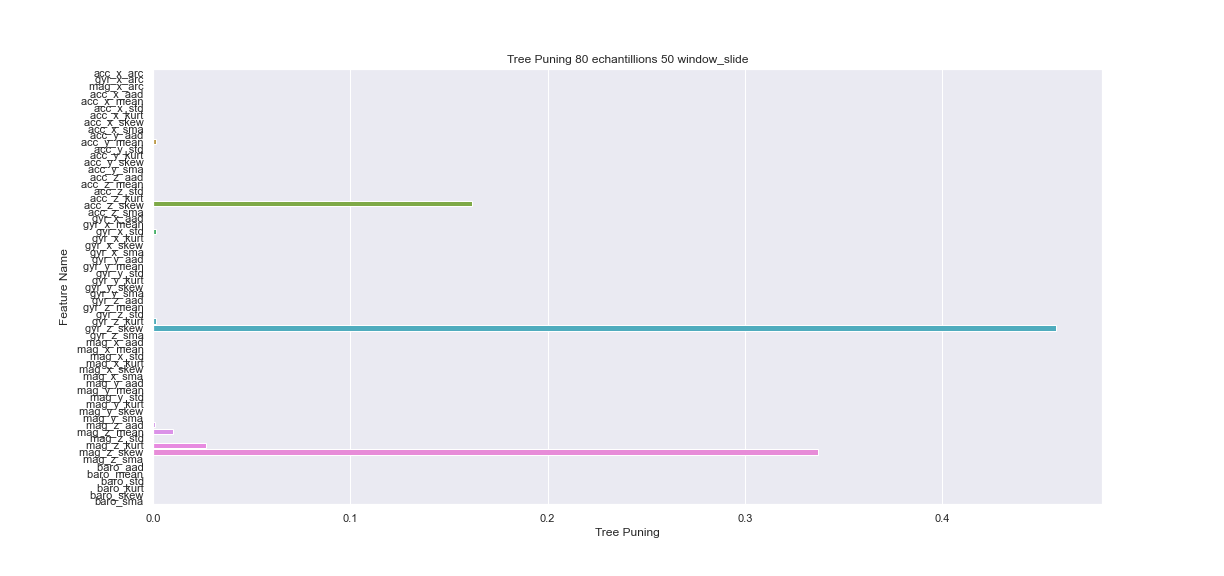 Tree Puning 80 echantillions 50 window_slide
acc_x_arc
gyr_x_arc
mag_x_arc
acc_x_aad
acc_x_mean
acc_x_std
acc_x_kurt
acc_x_skew
acc_x_sma
acc_y_aad
acc_y_mean
acc_y_std
acc_y_kurt
acc_y_skew
acc_y_sma
acc_z_aad
acc_z_mean
acc_z_std
acc_z_kurt
acc_z_skew
acc_z_sma
gyr_x_aad
gyr_x_mean
gyr_x_std
gyr_x_kurt
gyr_x_skew
gyr_x_sma
gyr_y_aad
gyr_y_mean
gyr_y_std
gyr_y_kurt
gyr_y_skew
gyr_y_sma
gyr_z_aad
gyr_z_mean
gyr_z_std
gyr_z_kurt
gyr_z_skew
gyr_z_sma
mag_x_aad
mag_x_mean
mag_x_std
mag_x_kurt
mag_x_skew
mag_x_sma
mag_y_aad
mag_y_mean
mag_y_std
mag_y_kurt
mag_y_skew
mag_y_sma
mag_z_aad
mag_z_mean
mag_z_std
mag_z_kurt
mag_z_skew
mag_z_sma
baro_aad
baro_mean
baro_std
baro_kurt
baro_skew
baro_sma
Feature Name
0.0 0.1 0.2 0.3 0.4
Tree Puning